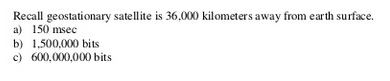 Recall geostationary satellite is 36,000 kilometers away from earth surface.
a) 150 msec
b) 1,500,000 bits
c) 600,000,000 bits